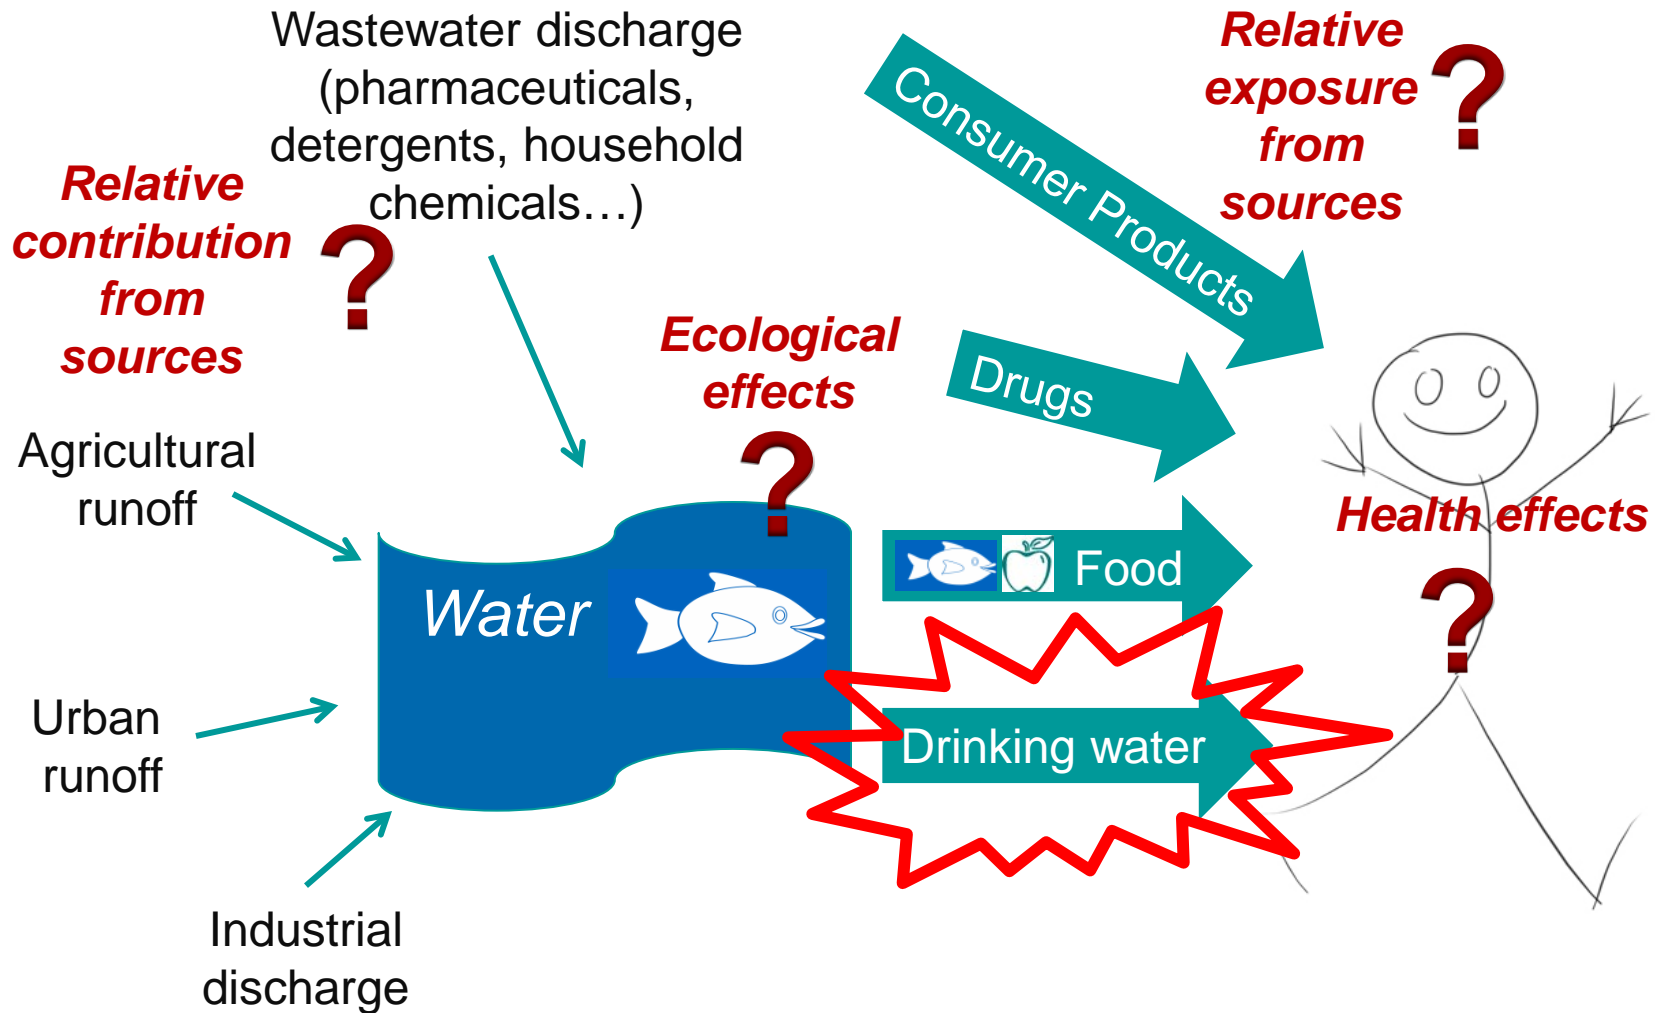 Wastewater discharge
(pharmaceuticals,
detergents, household
chemicals…)
Relative
contribution
from
sources
?
Agricultural
runoff
Urban
runoff
Industrial
discharge
Ecological
effects
?
Water
Consumer Products
Drugs
Food
Drinking water
Relative
exposure
from
sources
?
Health effects
?